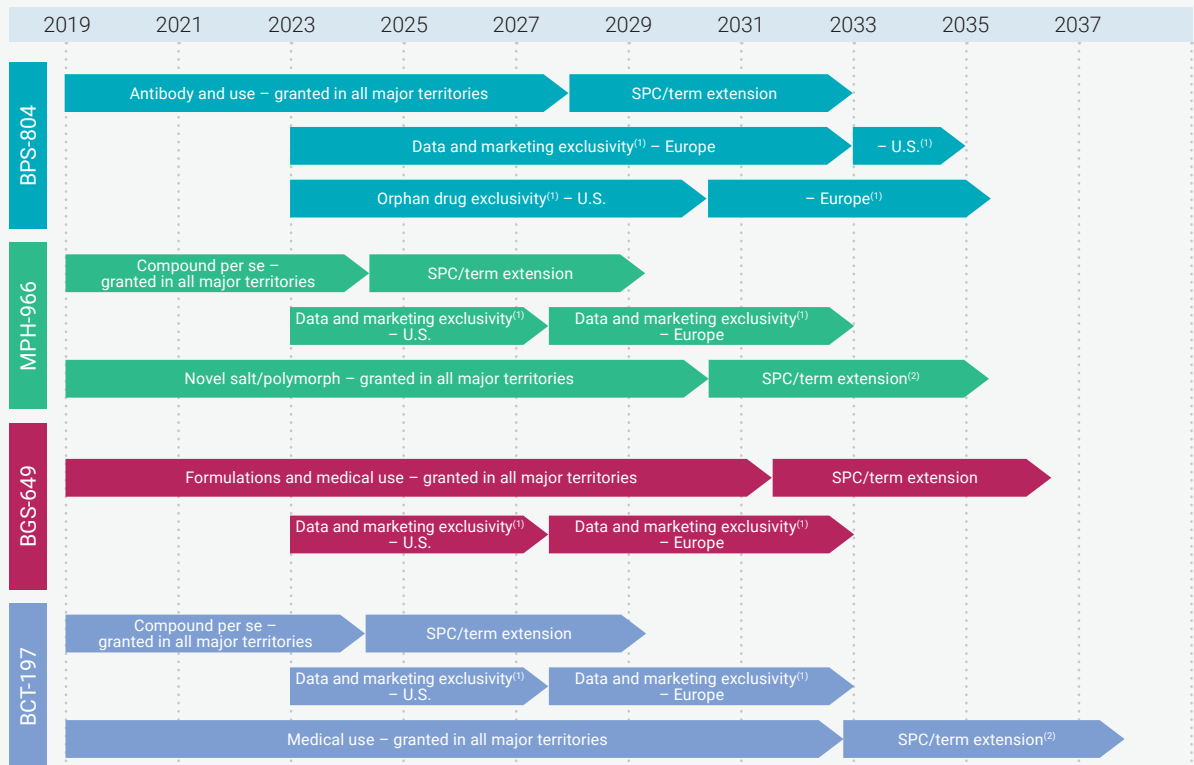 2019 2021 2023 2025 2027 2029 2031 2033 2035 2037
BPS-804
Antibody and use – granted in all major territories
SPC/term extension
Data and marketing exclusivity(1) – Europe
– U.S.(1)
Orphan drug exclusivity(1) – U.S.
– Europe(1)
MPH-966
Compound per se –
granted in all major territories
SPC/term extension
Data and marketing exclusivity(1)
– U.S.
Data and marketing exclusivity(1)
– Europe
Novel salt/polymorph – granted in all major territories
SPC/term extension(2)
BGS-649
Formulations and medical use – granted in all major territories
SPC/term extension
Data and marketing exclusivity(1)
– U.S.
Data and marketing exclusivity(1)
– Europe
BCT-197
Compound per se –
granted in all major territories
SPC/term extension
Data and marketing exclusivity(1)
– U.S.
Data and marketing exclusivity(1)
– Europe
Medical use – granted in all major territories
SPC/term extension(2)